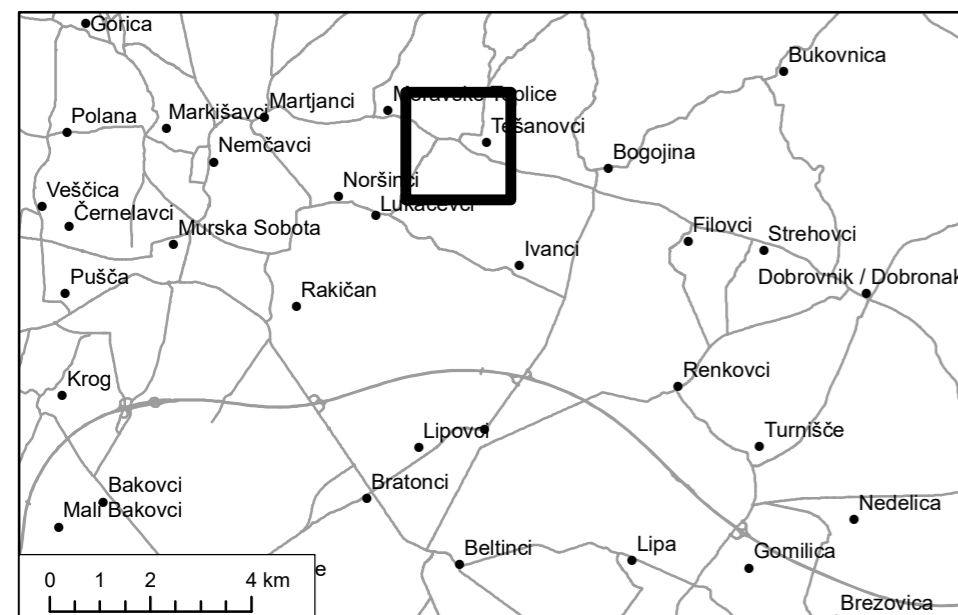 Gorica
Bukovnica
Moravske Toplice
Martjanci
Markišavci
Polana
Tešanovci
Nemčavci
Bogojina
Noršinci
Veščica
Lukačevci
Černelavci
Murska Sobota
Filovci
Strehovci
Ivanci
Pušča
Dobrovnik / Dobronak
Rakičan
Renkovci
Krog
Lipovci
Turnišče
Bratonci
Bakovci
Nedelica
Mali Bakovci
Beltinci
Lipa
Gomilica
e
0 1 2 4 km
Brezovica